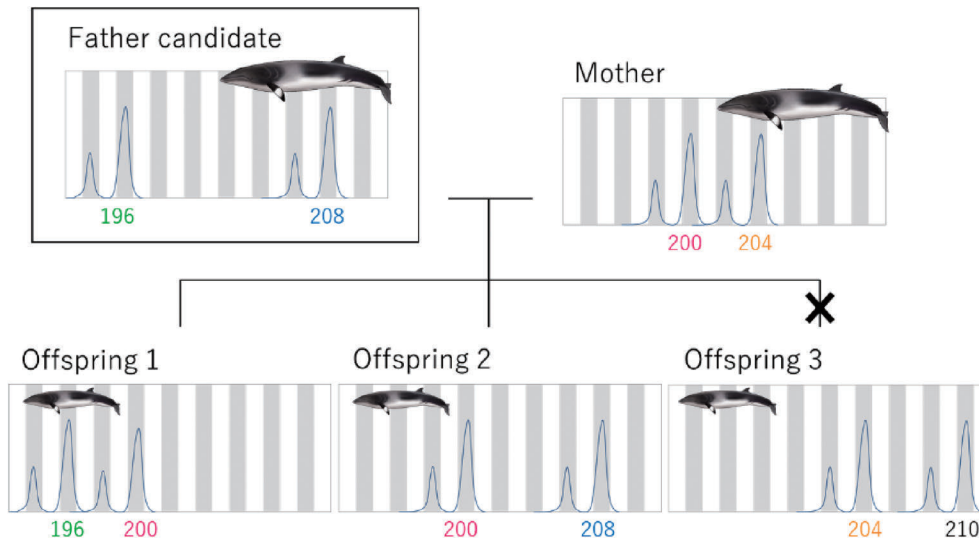 Father candidate
Mother
196 208
200 204
Offspring 1 Offspring 2 Offspring 3
196 200 200 208 204 210